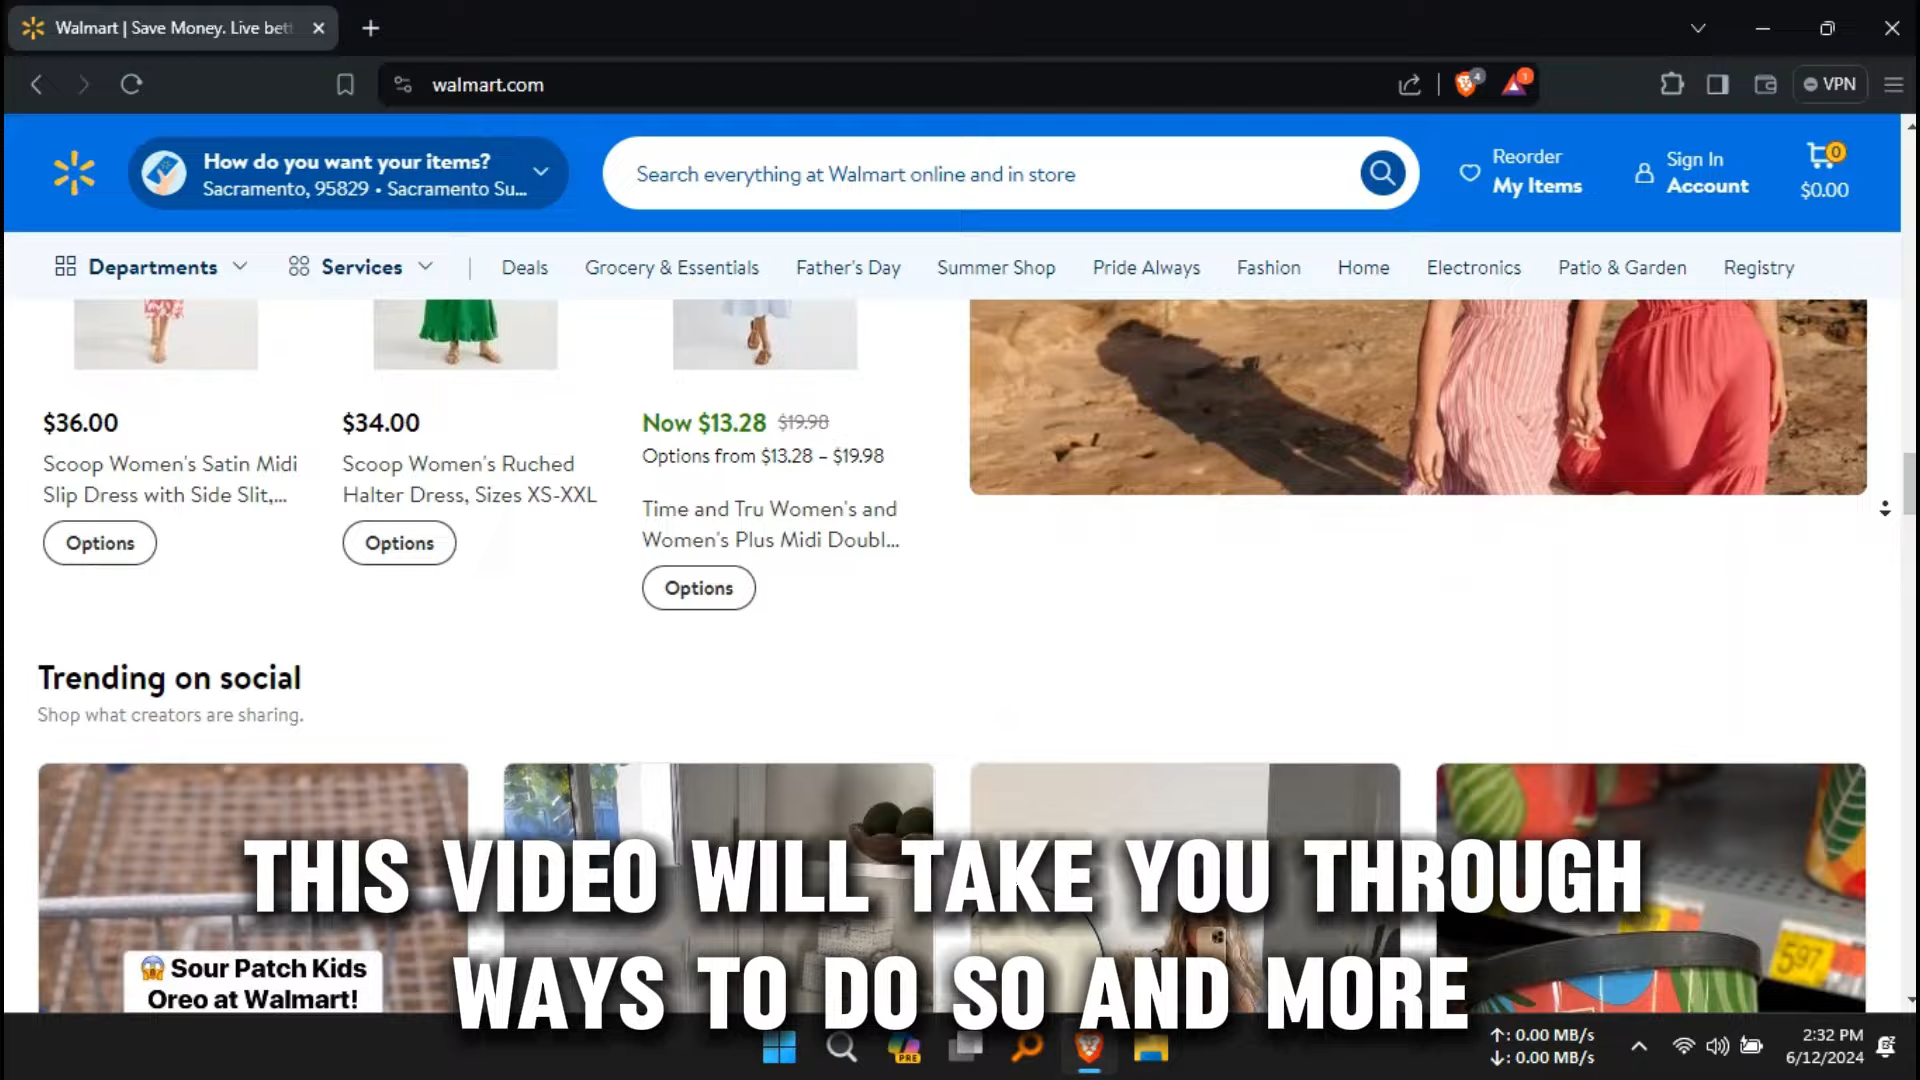 Walmart | Save Money. Live bett
walmart.com
4
1
VPN
How do you want your items?
Sacramento, 95829 • Sacramento Su...
Search everything at Walmart online and in store
Reorder
My Items
Sign In
Account
0
$0.00
Departments
Services
Deals
Grocery & Essentials
Father's Day
Summer Shop
Pride Always
Fashion
Home
Electronics
Patio & Garden
Registry
$36.00
Scoop Women's Satin Midi
Slip Dress with Side Slit,...
Options
$34.00
Scoop Women's Ruched
Halter Dress, Sizes XS-XXL
Options
Now $13.28 $19.98
Options from $13.28 – $19.98
Time and Tru Women's and
Women's Plus Midi Doubl...
Options
Trending on social
Shop what creators are sharing.
😱 Sour Patch Kids
Oreo at Walmart!
597
THIS VIDEO WILL TAKE YOU THROUGH
WAYS TO DO SO AND MORE
PRE
↑: 0.00 MB/s
↓: 0.00 MB/s
2:32 PM
6/12/2024